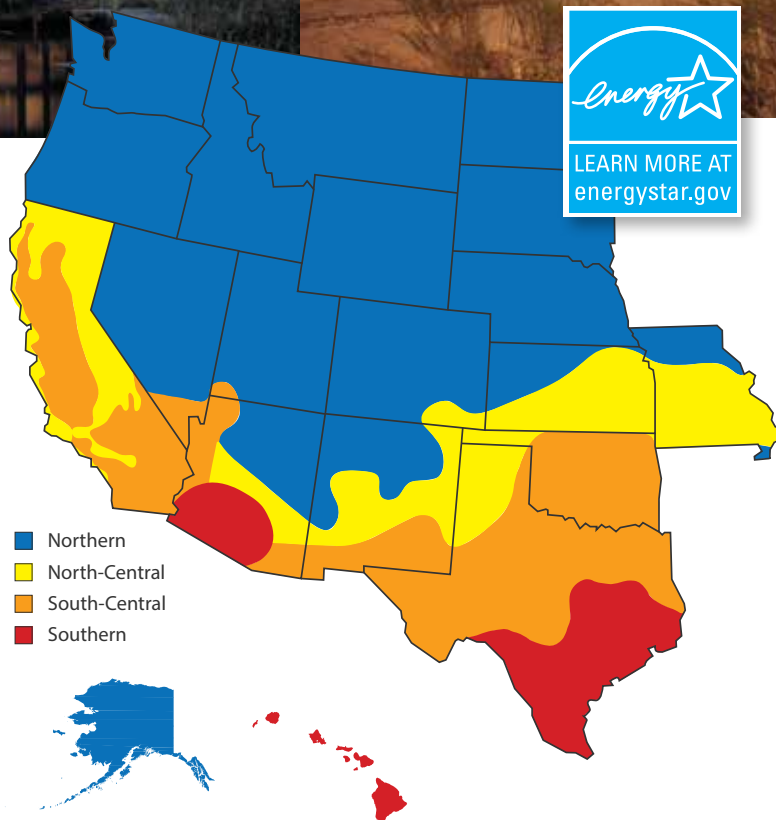 energy
LEARN MORE AT
energystar.gov
Northern
North-Central
South-Central
Southern